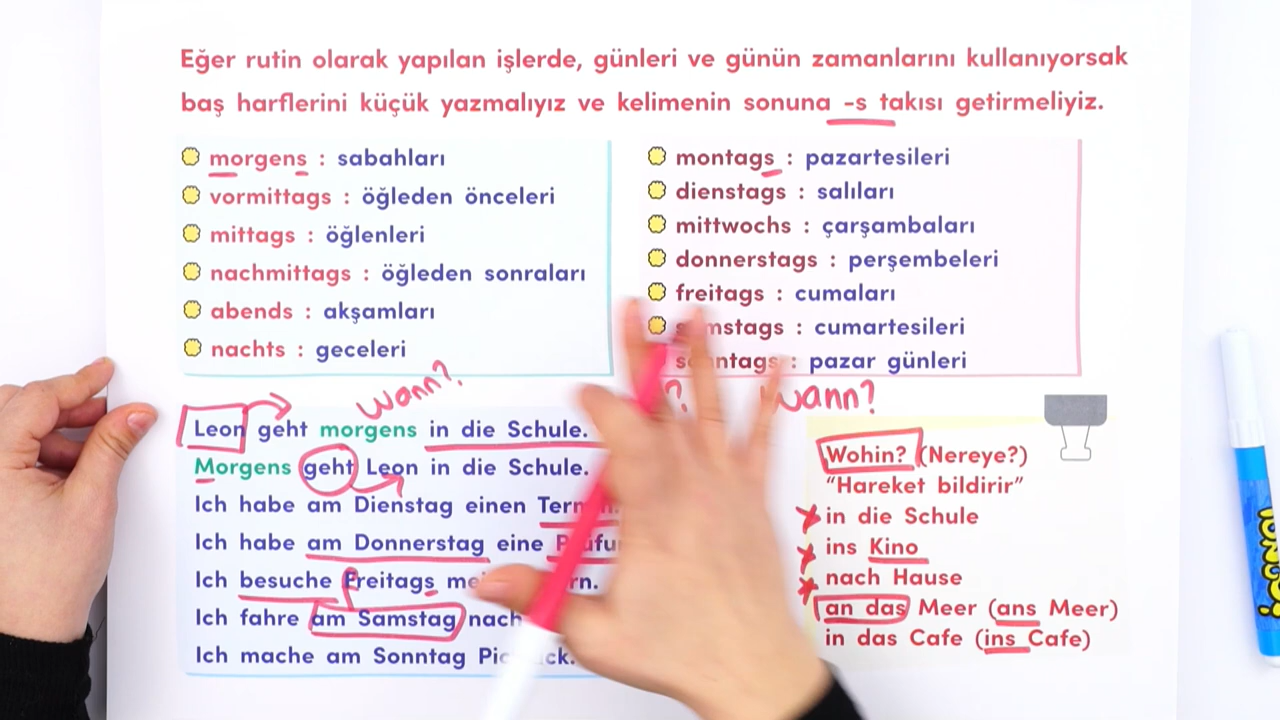 Eğer rutin olarak yapılan işlerde, günleri ve günün zamanlarını kullanıyorsak
baş harflerini küçük yazmalıyız ve kelimenin sonuna -s takısı getirmeliyiz.
morgens : sabahları
vormittags : öğleden önceleri
mittags : öğlenleri
nachmittags : öğleden sonraları
abends : akşamları
nachts : geceleri
montags : pazartesileri
dienstags : salıları
mittwochs : çarşambaları
donnerstags : perşembeleri
freitags : cumaları
samstags : cumartesileri
sonntags : pazar günleri
wann?
? wann?
Leon geht morgens in die Schule.
Morgens geht Leon in die Schule.
Ich habe am Dienstag einen
Ich habe am Donnerstag eine
Ich besuche freitags
Ich fahre am Samstag nach
Ich mache am Sonntag
Wohin? (Nereye?)
"Hareket bildirir"
in die Schule
ins Kino
nach Hause
an das Meer (ans Meer)
in das Cafe (ins Cafe)